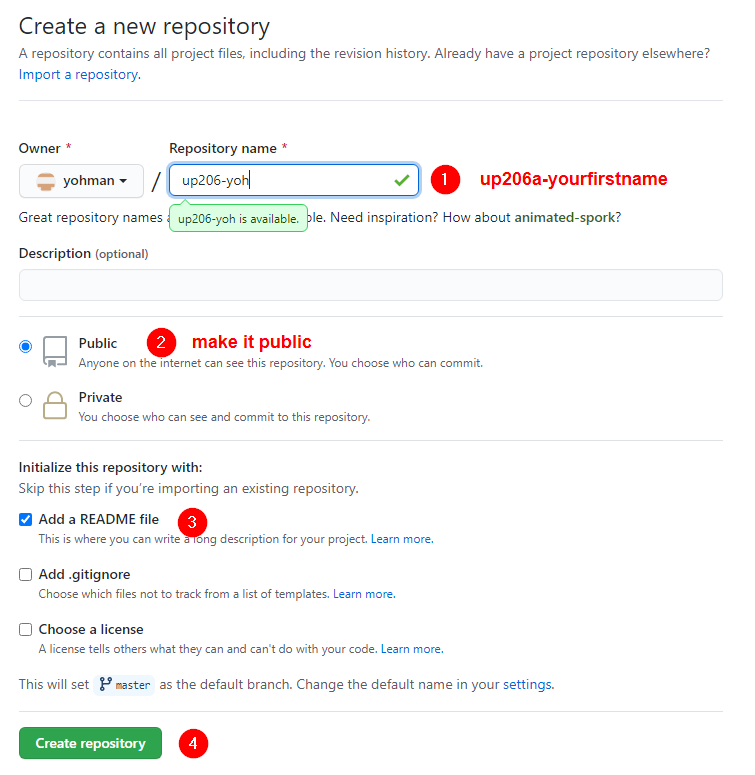 Create a new repository
A repository contains all project files, including the revision history. Already have a project repository elsewhere?
Import a repository.
Owner * Repository name *
yohman / up206-yoh 1 up206a-yourfirstname
up206-yoh is available.
Great repository names a ble. Need inspiration? How about animated-spork?
Description (optional)
Public 2 make it public
Anyone on the internet can see this repository. You choose who can commit.
Private
You choose who can see and commit to this repository.
Initialize this repository with:
Skip this step if you're importing an existing repository.
Add a README file 3
This is where you can write a long description for your project. Learn more.
Add .gitignore
Choose which files not to track from a list of templates. Learn more.
Choose a license
A license tells others what they can and can't do with your code. Learn more.
This will set master as the default branch. Change the default name in your settings.
Create repository 4